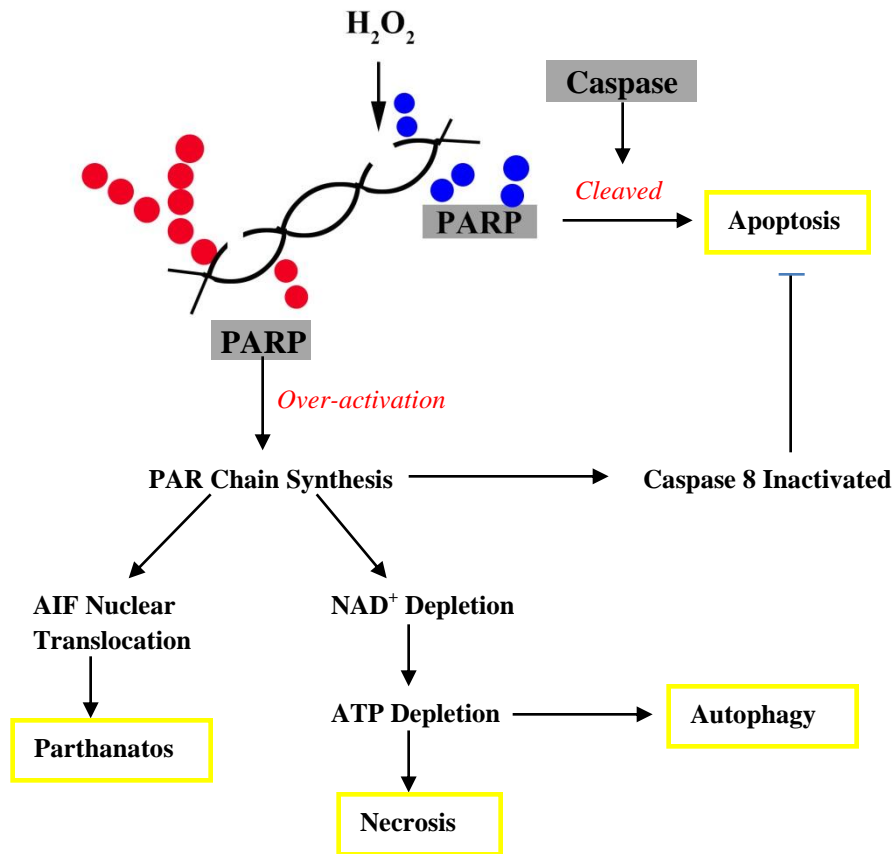 H₂O₂
Caspase
Cleaved
PARP
Apoptosis
PARP
Over-activation
PAR Chain Synthesis
Caspase 8 Inactivated
AIF Nuclear
Translocation
NAD⁺ Depletion
ATP Depletion
Autophagy
Parthanatos
Necrosis